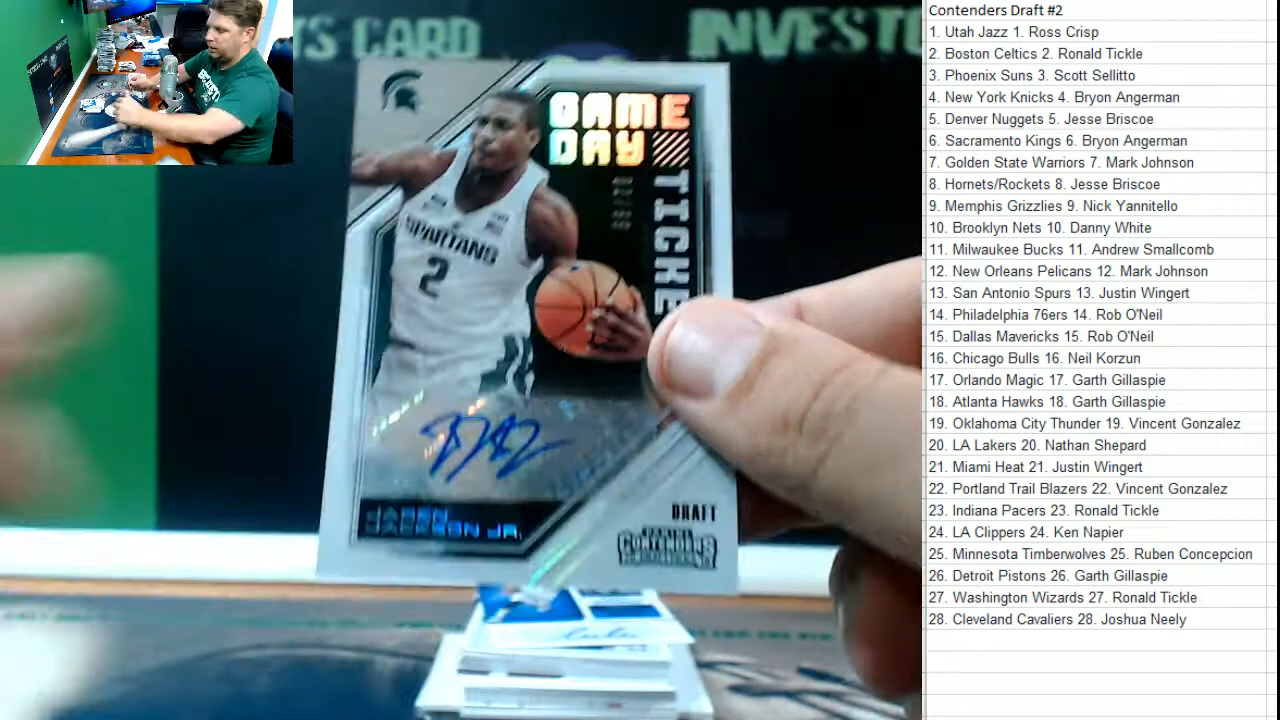 TS CARD
INVESTO
GAME
DAY
TICKE
SPARTANS
2
JAREN
JACKSON JR.
DRAFT
PANINI
CONTENDERS
Contenders Draft #2
1. Utah Jazz 1. Ross Crisp
2. Boston Celtics 2. Ronald Tickle
3. Phoenix Suns 3. Scott Sellitto
4. New York Knicks 4. Bryon Angerman
5. Denver Nuggets 5. Jesse Briscoe
6. Sacramento Kings 6. Bryon Angerman
7. Golden State Warriors 7. Mark Johnson
8. Hornets/Rockets 8. Jesse Briscoe
9. Memphis Grizzlies 9. Nick Yannitello
10. Brooklyn Nets 10. Danny White
11. Milwaukee Bucks 11. Andrew Smallcomb
12. New Orleans Pelicans 12. Mark Johnson
13. San Antonio Spurs 13. Justin Wingert
14. Philadelphia 76ers 14. Rob O'Neil
15. Dallas Mavericks 15. Rob O'Neil
16. Chicago Bulls 16. Neil Korzun
17. Orlando Magic 17. Garth Gillaspie
18. Atlanta Hawks 18. Garth Gillaspie
19. Oklahoma City Thunder 19. Vincent Gonzalez
20. LA Lakers 20. Nathan Shepard
21. Miami Heat 21. Justin Wingert
22. Portland Trail Blazers 22. Vincent Gonzalez
23. Indiana Pacers 23. Ronald Tickle
24. LA Clippers 24. Ken Napier
25. Minnesota Timberwolves 25. Ruben Concepcion
26. Detroit Pistons 26. Garth Gillaspie
27. Washington Wizards 27. Ronald Tickle
28. Cleveland Cavaliers 28. Joshua Neely